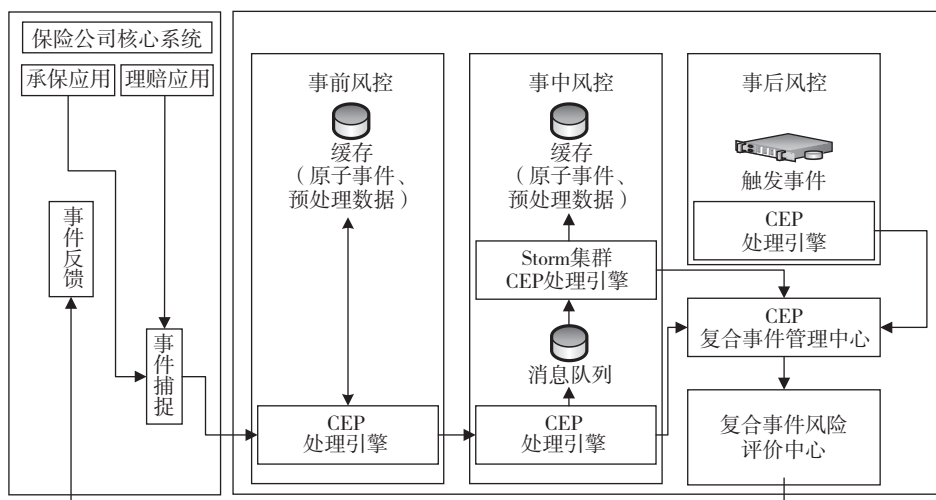 保险公司核心系统
承保应用
理赔应用
事件反馈
事件捕捉
事前风控
缓存
（原子事件、
预处理数据）
CEP
处理引擎
事中风控
缓存
（原子事件、
预处理数据）
Storm集群
CEP处理引擎
消息队列
CEP
处理引擎
事后风控
触发事件
CEP
处理引擎
CEP
复合事件管理中心
复合事件风险
评价中心